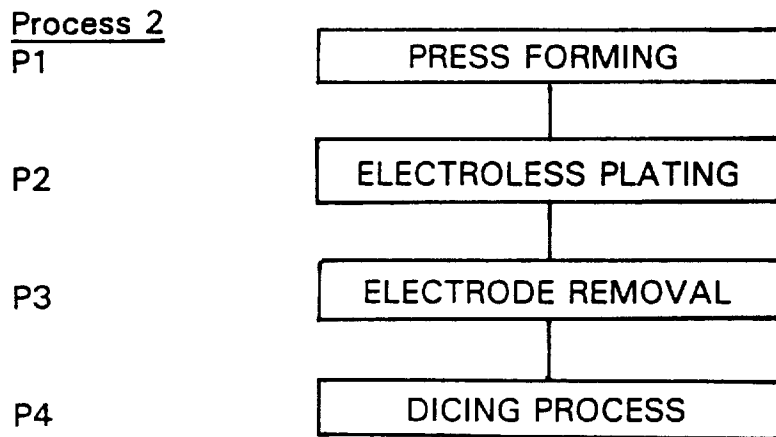 Process 2
P1 PRESS FORMING
P2 ELECTROLESS PLATING
P3 ELECTRODE REMOVAL
P4 DICING PROCESS